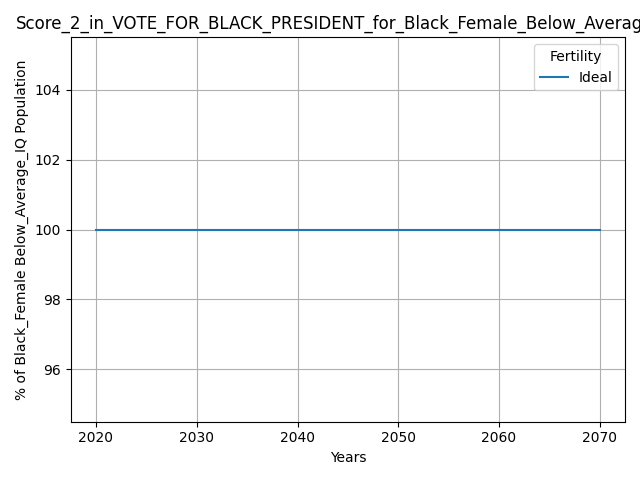 Score_2_in_VOTE_FOR_BLACK_PRESIDENT_for_Black_Female_Below_Averag
Fertility
Ideal
% of Black_Female Below_Average_IQ Population
104
102
100
98
96
2020 2030 2040 2050 2060 2070
Years